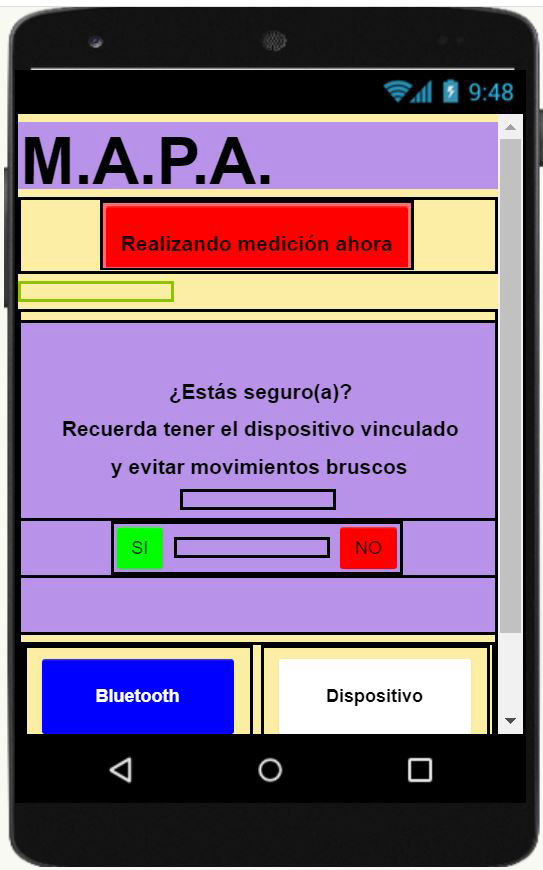 9:48
M.A.P.A.
Realizando medición ahora
¿Estás seguro(a)?
Recuerda tener el dispositivo vinculado
y evitar movimientos bruscos
SI NO
Bluetooth Dispositivo